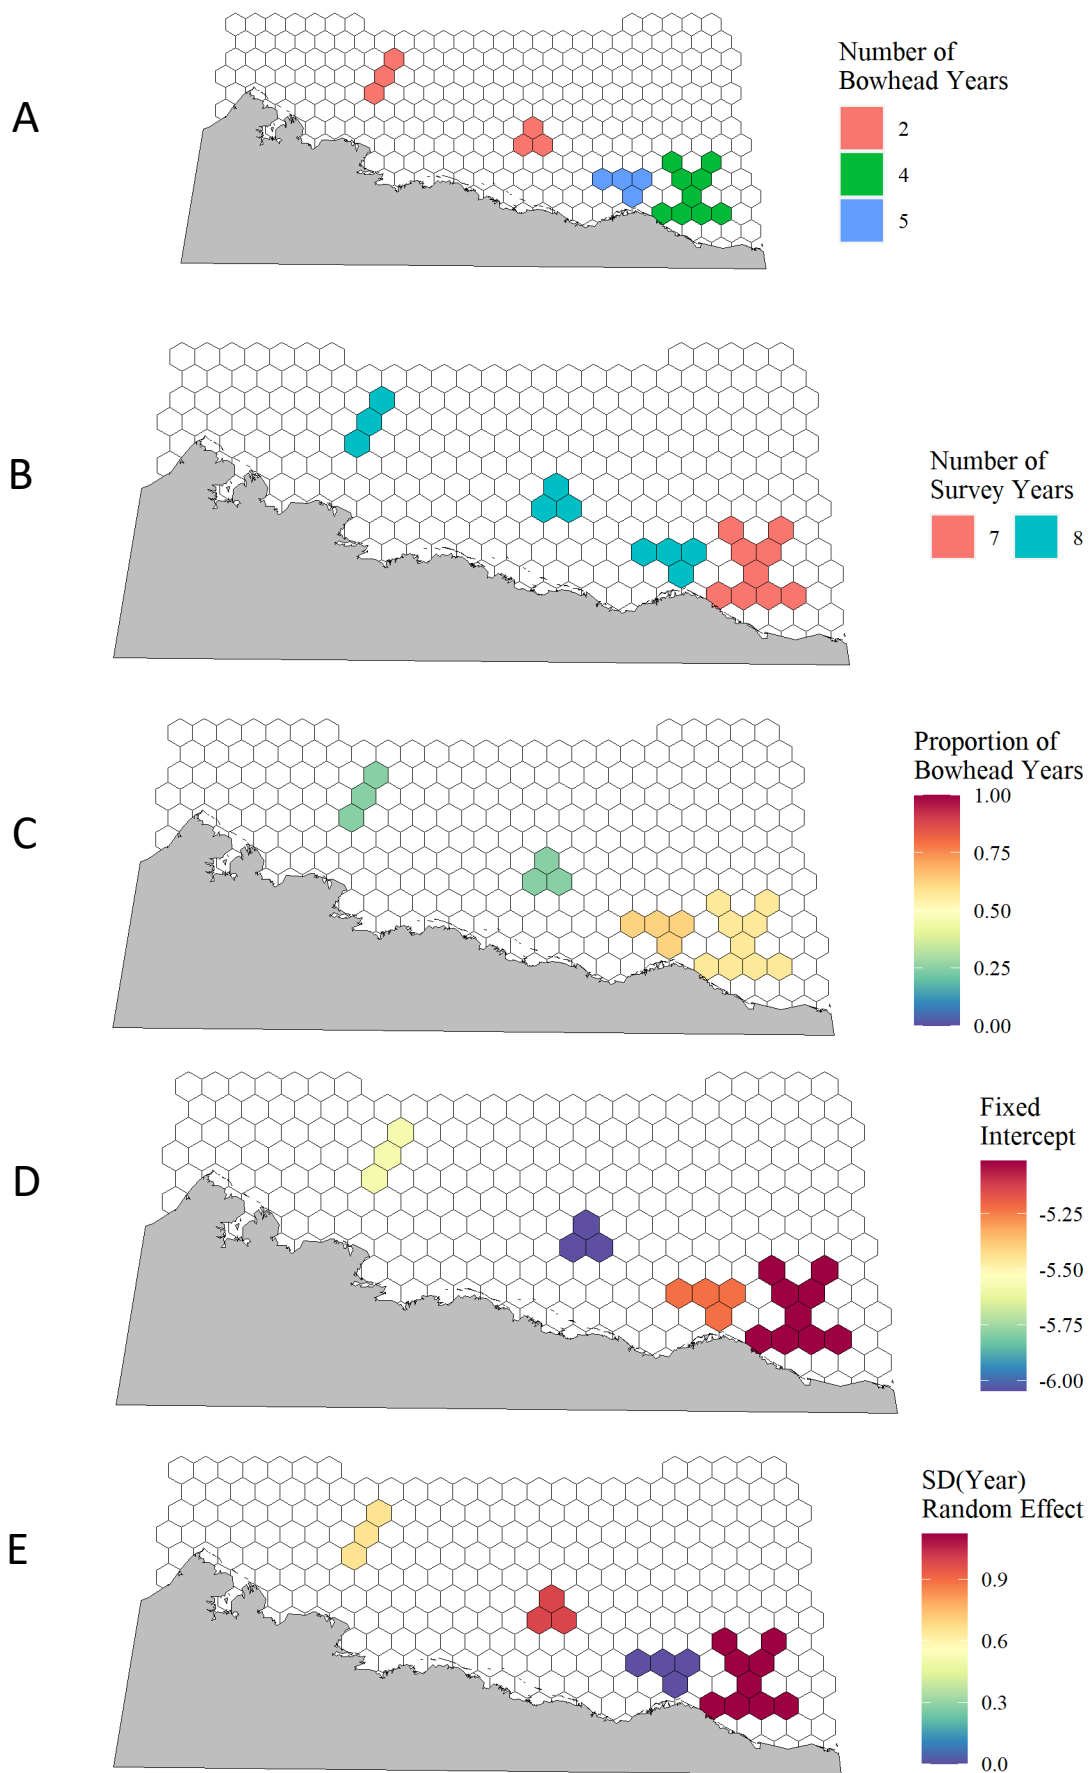 A
Number of
Bowhead Years
2
4
5
B
Number of
Survey Years
7 8
C
Proportion of
Bowhead Years
1.00
0.75
0.50
0.25
0.00
D
Fixed
Intercept
-5.25
-5.50
-5.75
-6.00
E
SD(Year)
Random Effect
0.9
0.6
0.3
0.0